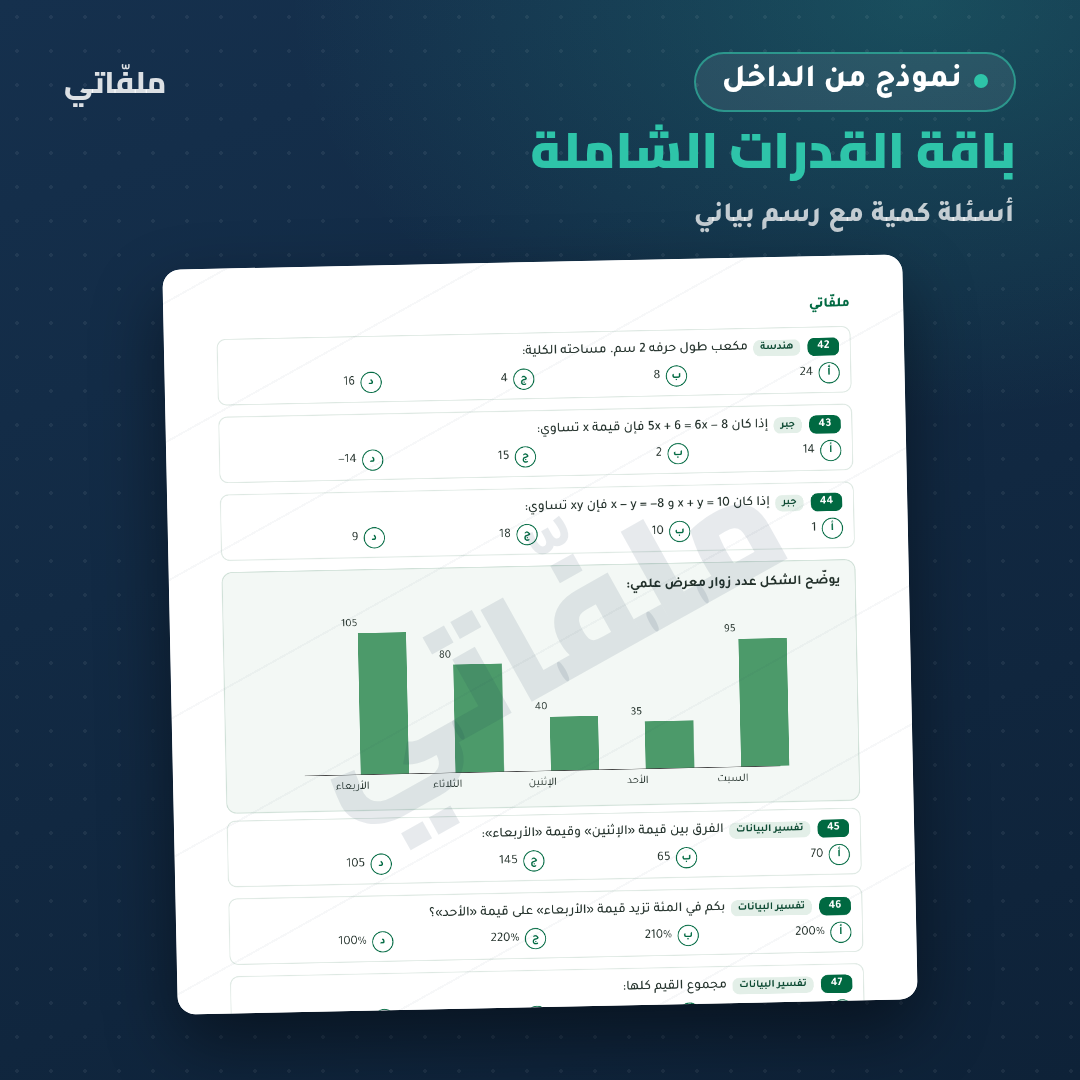 نموذج من الداخل
ملفّاتي
باقة القدرات الشاملة
أسئلة كمية مع رسم بياني
ملفّاتي
42 هندسة مكعب طول حرفه 2 سم. مساحته الكلية:
أ 24 ب 8 ج 4 د 16
43 جبر إذا كان 5x + 6 = 6x − 8 فإن قيمة x تساوي:
أ 14 ب 2 ج 15 د −14
44 جبر إذا كان x + y = 10 و x − y = −8 فإن xy تساوي:
أ 1 ب 10 ج 18 د 9
يوضّح الشكل عدد زوار معرض علمي:
95 35 40 80 105
السبت الأحد الإثنين الثلاثاء الأربعاء
ملفّاتي
45 تفسير البيانات الفرق بين قيمة «الإثنين» وقيمة «الأربعاء»:
أ 70 ب 65 ج 145 د 105
46 تفسير البيانات بكم في المئة تزيد قيمة «الأربعاء» على قيمة «الأحد»؟
أ 200% ب 210% ج 220% د 100%
47 تفسير البيانات مجموع القيم كلها: